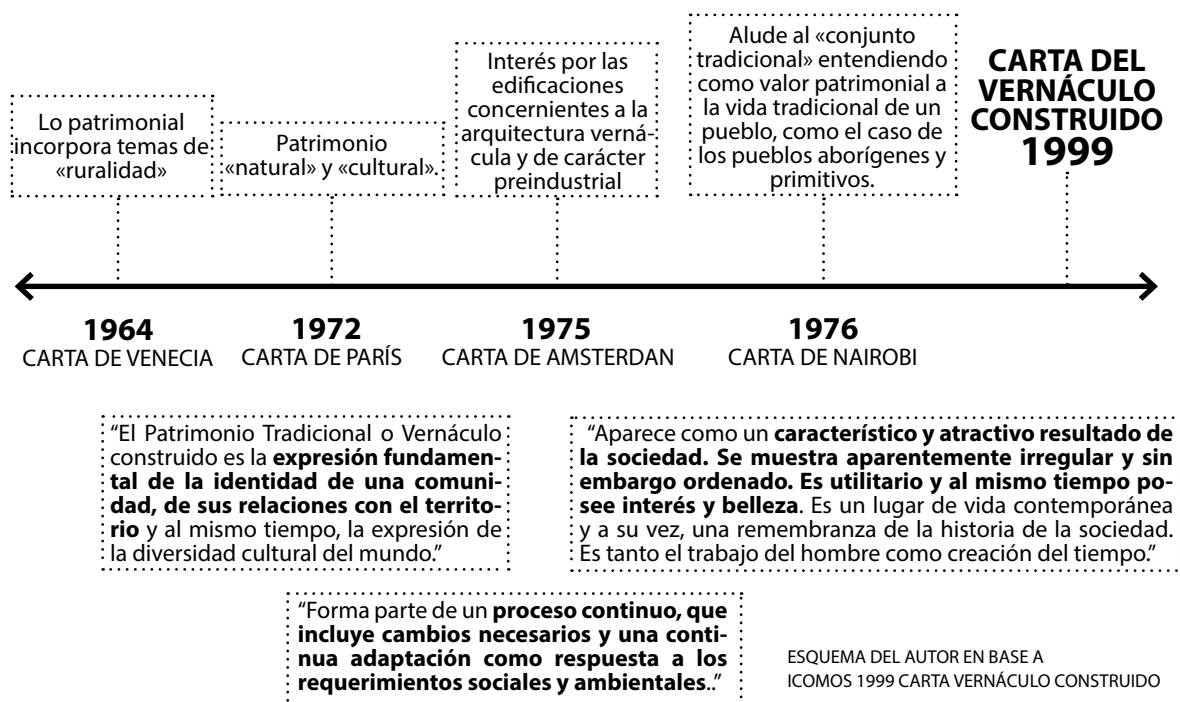 Lo patrimonial
incorpora temas de
«ruralidad»
Patrimonio
«natural» y «cultural».
Interés por las
edificaciones
concernientes a la
arquitectura verná-
cula y de carácter
preindustrial
Alude al «conjunto
tradicional» entendiendo
como valor patrimonial a
la vida tradicional de un
pueblo, como el caso de
los pueblos aborígenes y
primitivos.
CARTA DEL
VERNÁCULO
CONSTRUIDO
1999
1964
CARTA DE VENECIA
1972
CARTA DE PARÍS
1975
CARTA DE AMSTERDAN
1976
CARTA DE NAIROBI
“El Patrimonio Tradicional o Vernáculo
construido es la expresión fundamen-
tal de la identidad de una comuni-
dad, de sus relaciones con el territo-
rio y al mismo tiempo, la expresión de
la diversidad cultural del mundo.”
“Aparece como un característico y atractivo resultado de
la sociedad. Se muestra aparentemente irregular y sin
embargo ordenado. Es utilitario y al mismo tiempo po-
see interés y belleza. Es un lugar de vida contemporánea
y a su vez, una remembranza de la historia de la sociedad.
Es tanto el trabajo del hombre como creación del tiempo.”
“Forma parte de un proceso continuo, que
incluye cambios necesarios y una conti-
nua adaptación como respuesta a los
requerimientos sociales y ambientales..”
ESQUEMA DEL AUTOR EN BASE A
ICOMOS 1999 CARTA VERNÁCULO CONSTRUIDO